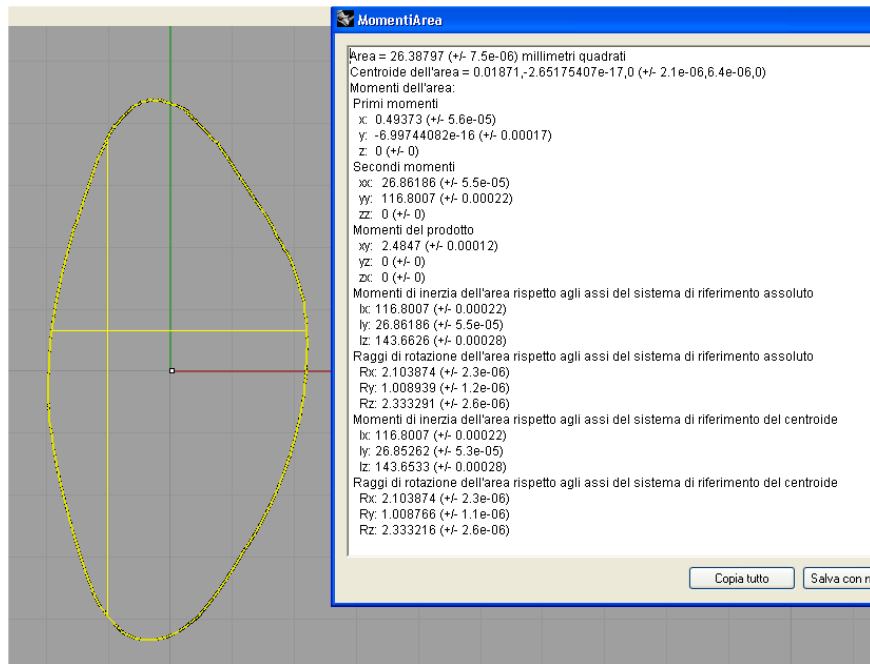 MomentiArea
Area = 26.38797 (+/- 7.5e-06) millimetri quadrati
Centroide dell'area = 0.01871,-2.65175407e-17,0 (+/- 2.1e-06,6.4e-06,0)
Momenti dell'area:
Primi momenti
x: 0.49373 (+/- 5.6e-05)
y: -6.99744082e-16 (+/- 0.00017)
z: 0 (+/- 0)
Secondi momenti
xx: 26.86186 (+/- 5.5e-05)
yy: 116.8007 (+/- 0.00022)
zz: 0 (+/- 0)
Momenti del prodotto
xy: 2.4847 (+/- 0.00012)
yz: 0 (+/- 0)
zx: 0 (+/- 0)
Momenti di inerzia dell'area rispetto agli assi del sistema di riferimento assoluto
Ix: 116.8007 (+/- 0.00022)
Iy: 26.86186 (+/- 5.5e-05)
Iz: 143.6626 (+/- 0.00028)
Raggi di rotazione dell'area rispetto agli assi del sistema di riferimento assoluto
Rx: 2.103874 (+/- 2.3e-06)
Ry: 1.008939 (+/- 1.2e-06)
Rz: 2.333291 (+/- 2.6e-06)
Momenti di inerzia dell'area rispetto agli assi del sistema di riferimento del centroide
Ix: 116.8007 (+/- 0.00022)
Iy: 26.85262 (+/- 5.3e-05)
Iz: 143.6533 (+/- 0.00028)
Raggi di rotazione dell'area rispetto agli assi del sistema di riferimento del centroide
Rx: 2.103874 (+/- 2.3e-06)
Ry: 1.008766 (+/- 1.1e-06)
Rz: 2.333216 (+/- 2.6e-06)
Copia tutto
Salva con n